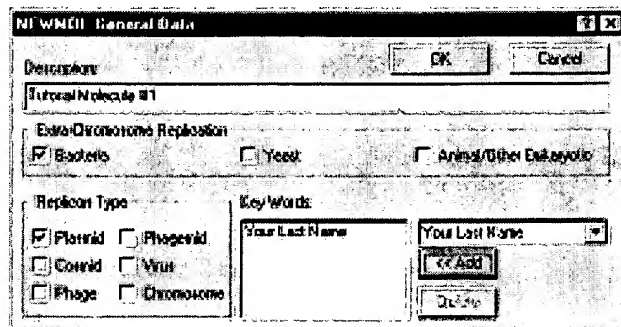 NEWMOL General Data
OK Cancel
Description:
Tutorial Molecule #1
Extra-Chromosome Replication
Bacteria Yeast Animal/Other Eukaryotic
Replicon Type
Key Words:
Plasmid Phagemid
Cosmid Virus
Phage Chromosome
Your Last Name
Your Last Name
<< Add
Delete